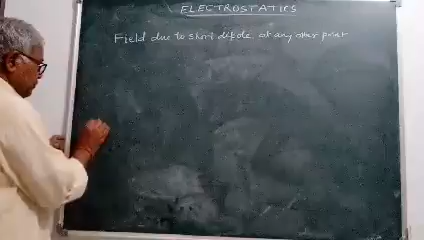 ELECTROSTATICS
Field due to short dipole at any other point